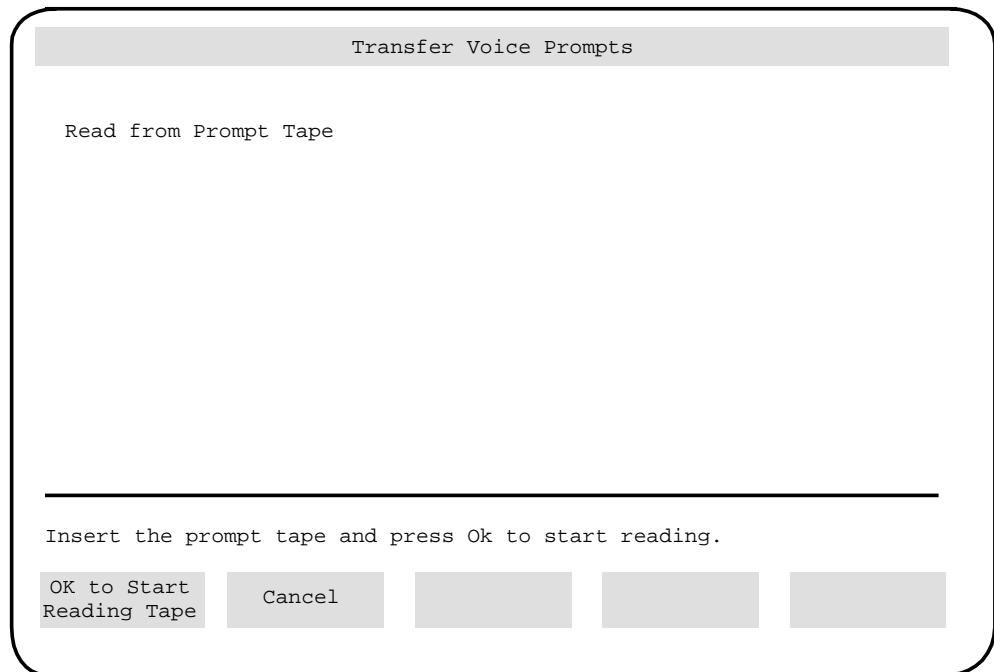 Transfer Voice Prompts
Read from Prompt Tape
Insert the prompt tape and press Ok to start reading.
OK to Start
Reading Tape
Cancel